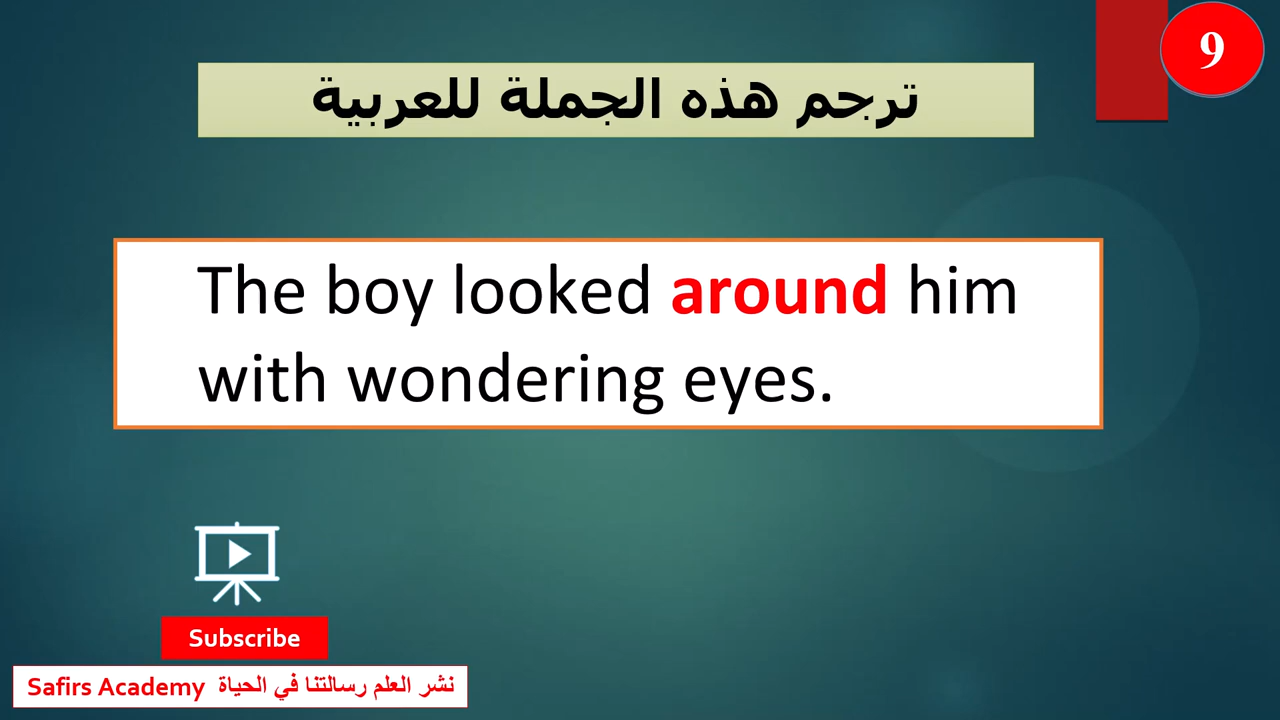 9
ترجم هذه الجملة للعربية
The boy looked around him
with wondering eyes.
Subscribe
Safirs Academy نشر العلم رسالتنا في الحياة